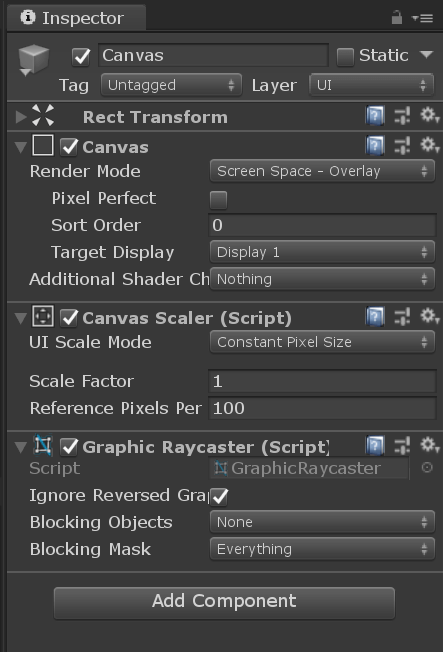 Inspector
Canvas Static
Tag Untagged Layer UI
Rect Transform
Canvas
Render Mode Screen Space - Overlay
Pixel Perfect
Sort Order 0
Target Display Display 1
Additional Shader Ch Nothing
Canvas Scaler (Script)
UI Scale Mode Constant Pixel Size
Scale Factor 1
Reference Pixels Per 100
Graphic Raycaster (Script)
Script GraphicRaycaster
Ignore Reversed Gra
Blocking Objects None
Blocking Mask Everything
Add Component